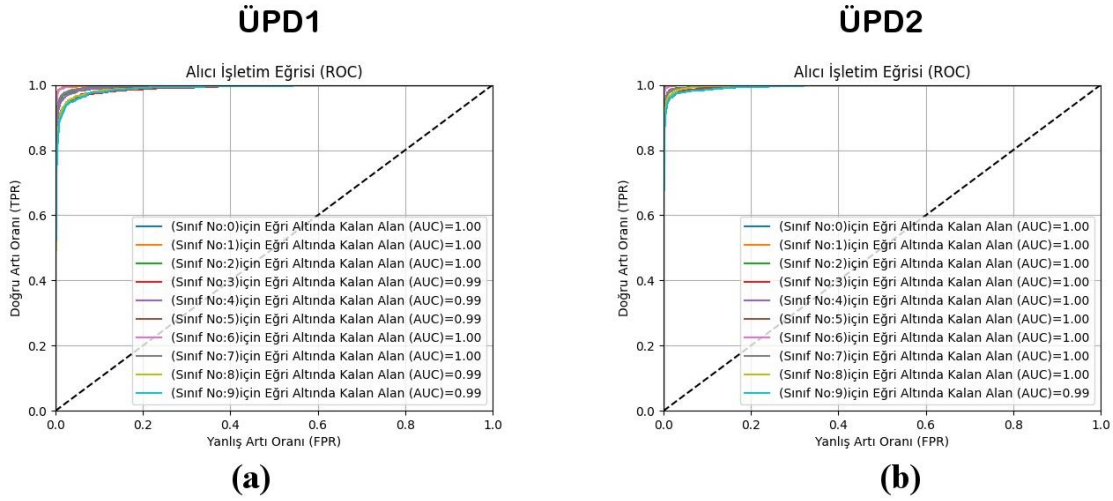 ÜPD1
Alıcı İşletim Eğrisi (ROC)
Doğru Artı Oranı (TPR)
1.0
0.8
0.6
0.4
0.2
0.0
(Sınıf No:0)için Eğri Altında Kalan Alan (AUC)=1.00
(Sınıf No:1)için Eğri Altında Kalan Alan (AUC)=1.00
(Sınıf No:2)için Eğri Altında Kalan Alan (AUC)=1.00
(Sınıf No:3)için Eğri Altında Kalan Alan (AUC)=0.99
(Sınıf No:4)için Eğri Altında Kalan Alan (AUC)=0.99
(Sınıf No:5)için Eğri Altında Kalan Alan (AUC)=0.99
(Sınıf No:6)için Eğri Altında Kalan Alan (AUC)=1.00
(Sınıf No:7)için Eğri Altında Kalan Alan (AUC)=1.00
(Sınıf No:8)için Eğri Altında Kalan Alan (AUC)=0.99
(Sınıf No:9)için Eğri Altında Kalan Alan (AUC)=0.99
0.0 0.2 0.4 0.6 0.8 1.0
Yanlış Artı Oranı (FPR)
(a)
ÜPD2
Alıcı İşletim Eğrisi (ROC)
Doğru Artı Oranı (TPR)
1.0
0.8
0.6
0.4
0.2
0.0
(Sınıf No:0)için Eğri Altında Kalan Alan (AUC)=1.00
(Sınıf No:1)için Eğri Altında Kalan Alan (AUC)=1.00
(Sınıf No:2)için Eğri Altında Kalan Alan (AUC)=1.00
(Sınıf No:3)için Eğri Altında Kalan Alan (AUC)=1.00
(Sınıf No:4)için Eğri Altında Kalan Alan (AUC)=1.00
(Sınıf No:5)için Eğri Altında Kalan Alan (AUC)=1.00
(Sınıf No:6)için Eğri Altında Kalan Alan (AUC)=1.00
(Sınıf No:7)için Eğri Altında Kalan Alan (AUC)=1.00
(Sınıf No:8)için Eğri Altında Kalan Alan (AUC)=1.00
(Sınıf No:9)için Eğri Altında Kalan Alan (AUC)=0.99
0.0 0.2 0.4 0.6 0.8 1.0
Yanlış Artı Oranı (FPR)
(b)